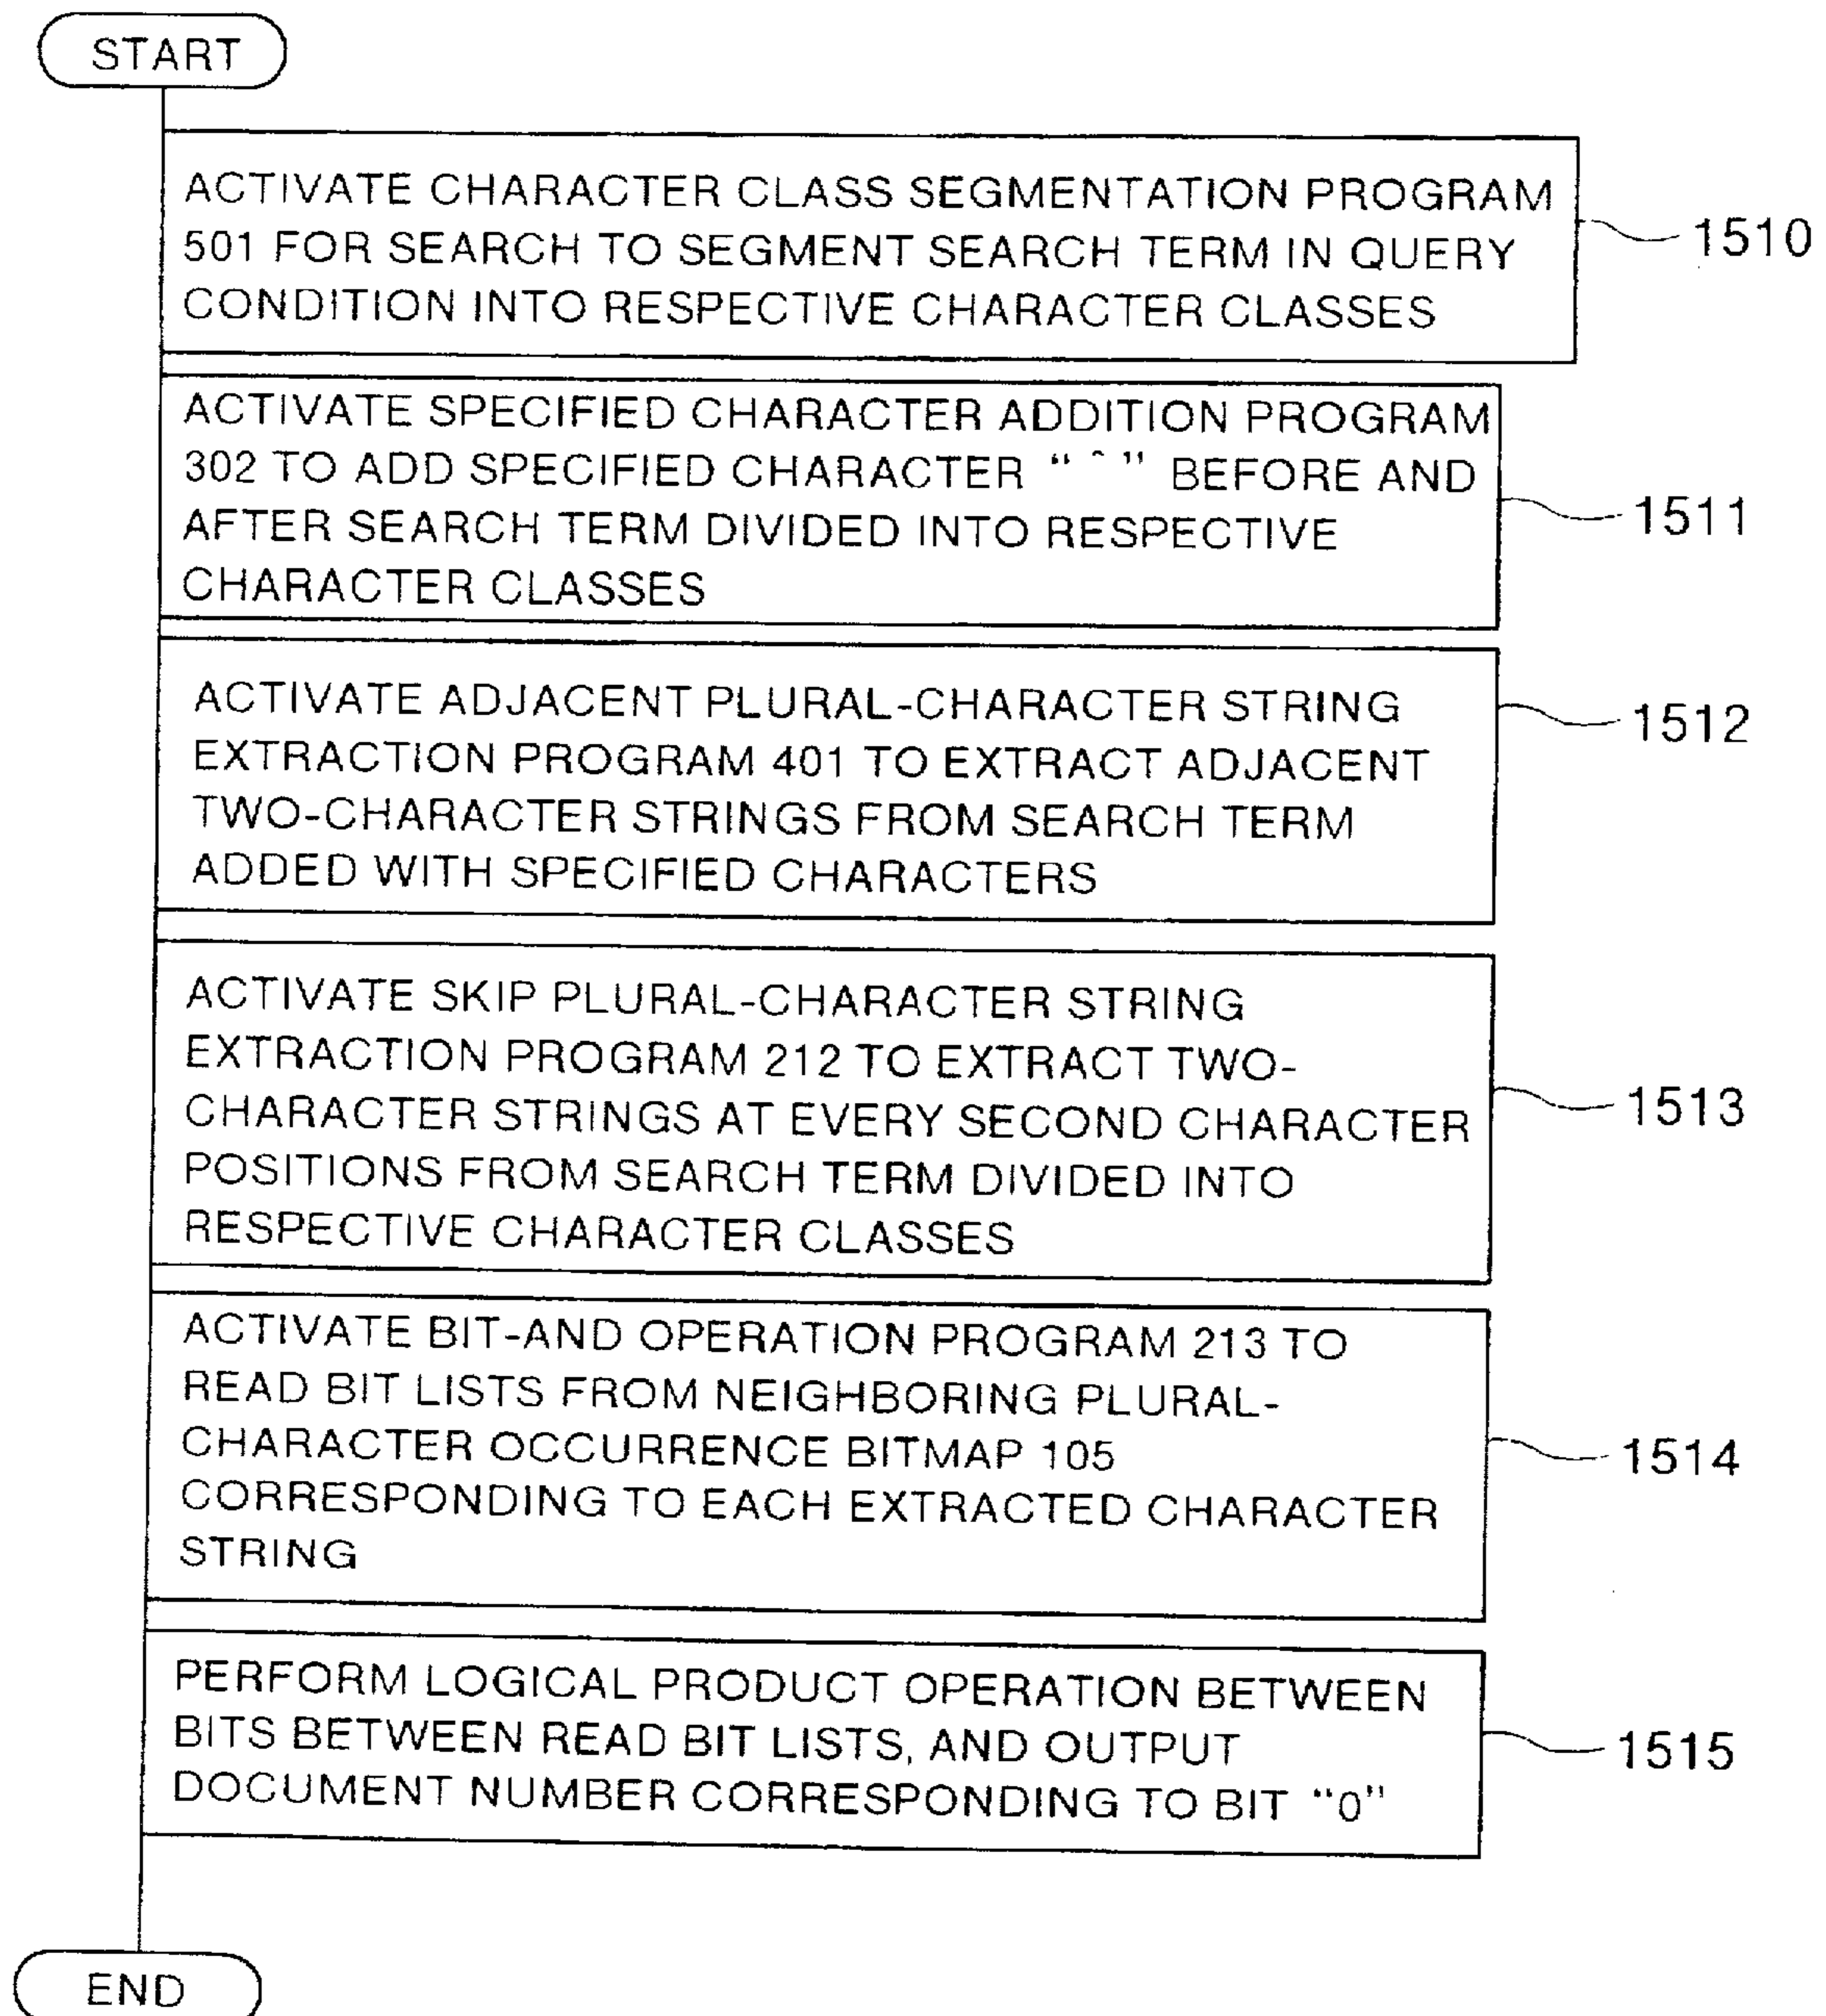 START
ACTIVATE CHARACTER CLASS SEGMENTATION PROGRAM
501 FOR SEARCH TO SEGMENT SEARCH TERM IN QUERY
CONDITION INTO RESPECTIVE CHARACTER CLASSES
1510
ACTIVATE SPECIFIED CHARACTER ADDITION PROGRAM
302 TO ADD SPECIFIED CHARACTER “ ˆ ” BEFORE AND
AFTER SEARCH TERM DIVIDED INTO RESPECTIVE
CHARACTER CLASSES
1511
ACTIVATE ADJACENT PLURAL-CHARACTER STRING
EXTRACTION PROGRAM 401 TO EXTRACT ADJACENT
TWO-CHARACTER STRINGS FROM SEARCH TERM
ADDED WITH SPECIFIED CHARACTERS
1512
ACTIVATE SKIP PLURAL-CHARACTER STRING
EXTRACTION PROGRAM 212 TO EXTRACT TWO-
CHARACTER STRINGS AT EVERY SECOND CHARACTER
POSITIONS FROM SEARCH TERM DIVIDED INTO
RESPECTIVE CHARACTER CLASSES
1513
ACTIVATE BIT-AND OPERATION PROGRAM 213 TO
READ BIT LISTS FROM NEIGHBORING PLURAL-
CHARACTER OCCURRENCE BITMAP 105
CORRESPONDING TO EACH EXTRACTED CHARACTER
STRING
1514
PERFORM LOGICAL PRODUCT OPERATION BETWEEN
BITS BETWEEN READ BIT LISTS, AND OUTPUT
DOCUMENT NUMBER CORRESPONDING TO BIT “0”
1515
END